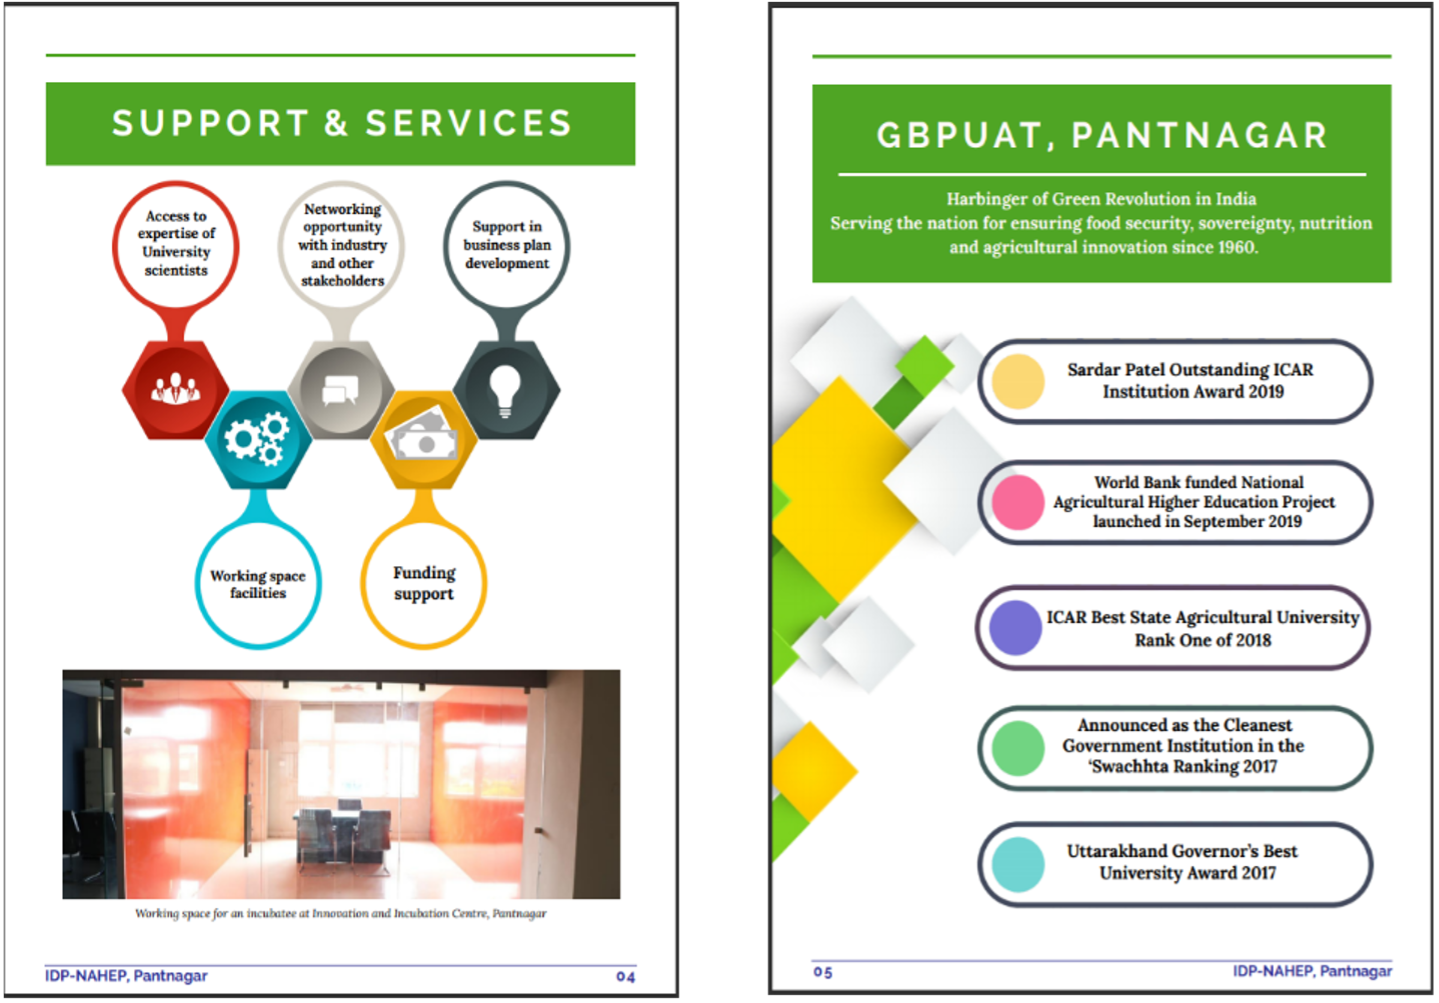 SUPPORT & SERVICES
Access to
expertise of
University
scientists
Networking
opportunity
with industry
and other
stakeholders
Support in
business plan
development
Working space
facilities
Funding
support
Working space for an incubatee at Innovation and Incubation Centre, Pantnagar
IDP-NAHEP, Pantnagar
04
GBPUAT, PANTNAGAR
Harbinger of Green Revolution in India
Serving the nation for ensuring food security, sovereignty, nutrition
and agricultural innovation since 1960.
Sardar Patel Outstanding ICAR
Institution Award 2019
World Bank funded National
Agricultural Higher Education Project
launched in September 2019
ICAR Best State Agricultural University
Rank One of 2018
Announced as the Cleanest
Government Institution in the
‘Swachhta Ranking 2017
Uttarakhand Governor’s Best
University Award 2017
05
IDP-NAHEP, Pantnagar